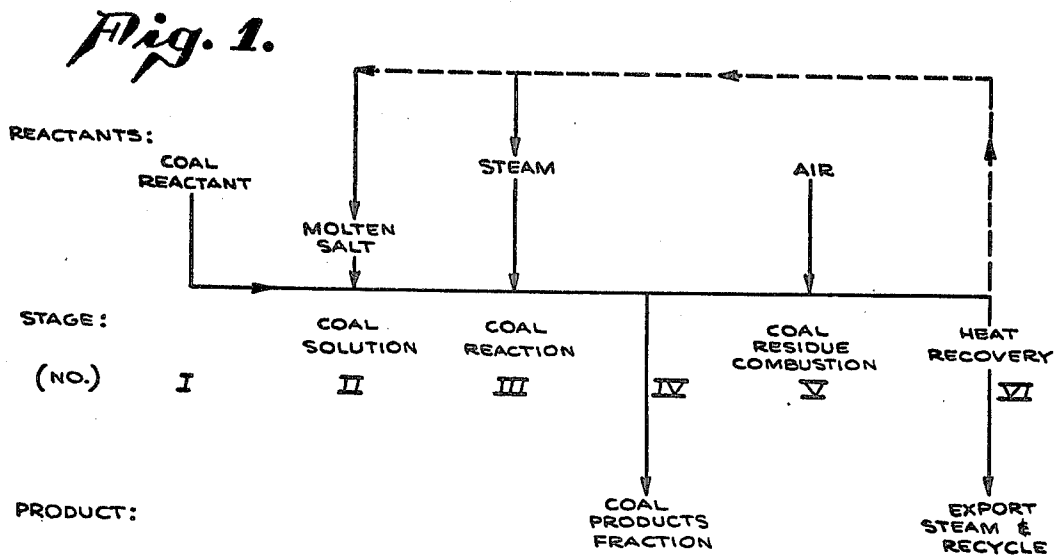 Fig. 1.
REACTANTS:
COAL
REACTANT
MOLTEN
SALT
STEAM
AIR
STAGE:
(NO.)
I
COAL
SOLUTION
II
COAL
REACTION
III
IV
COAL
RESIDUE
COMBUSTION
V
HEAT
RECOVERY
VI
PRODUCT:
COAL
PRODUCTS
FRACTION
EXPORT
STEAM &
RECYCLE